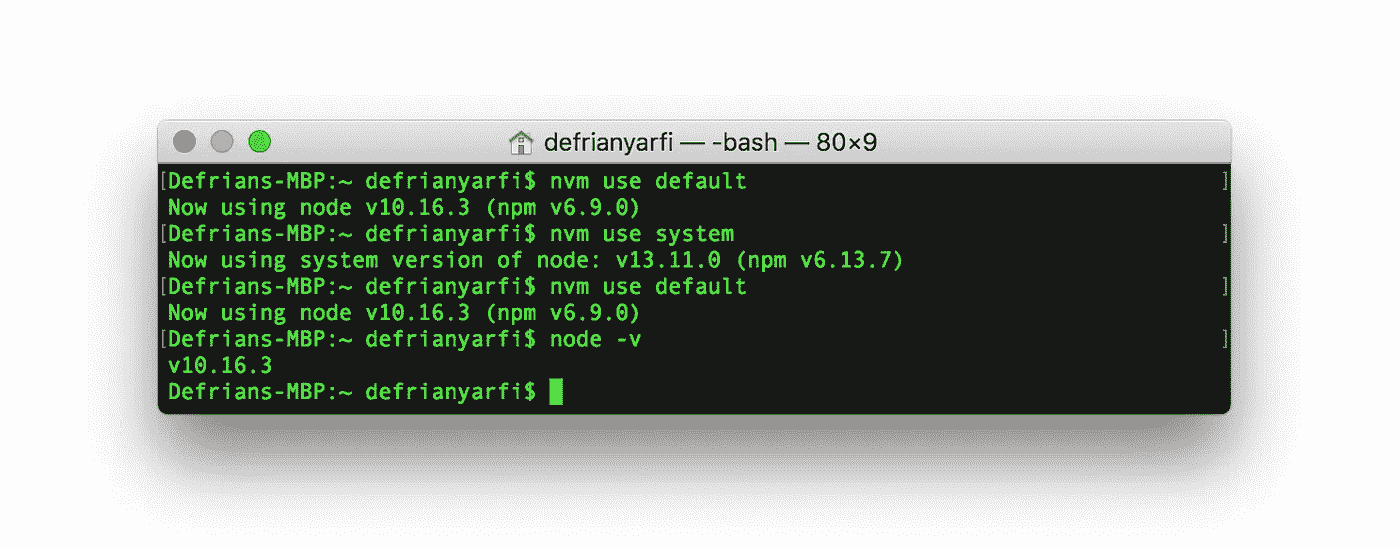 defrianyarfi — -bash — 80×9
[Defrians-MBP:~ defrianyarfi$ nvm use default ]
Now using node v10.16.3 (npm v6.9.0)
[Defrians-MBP:~ defrianyarfi$ nvm use system ]
Now using system version of node: v13.11.0 (npm v6.13.7)
[Defrians-MBP:~ defrianyarfi$ nvm use default ]
Now using node v10.16.3 (npm v6.9.0)
[Defrians-MBP:~ defrianyarfi$ node -v ]
v10.16.3
Defrians-MBP:~ defrianyarfi$